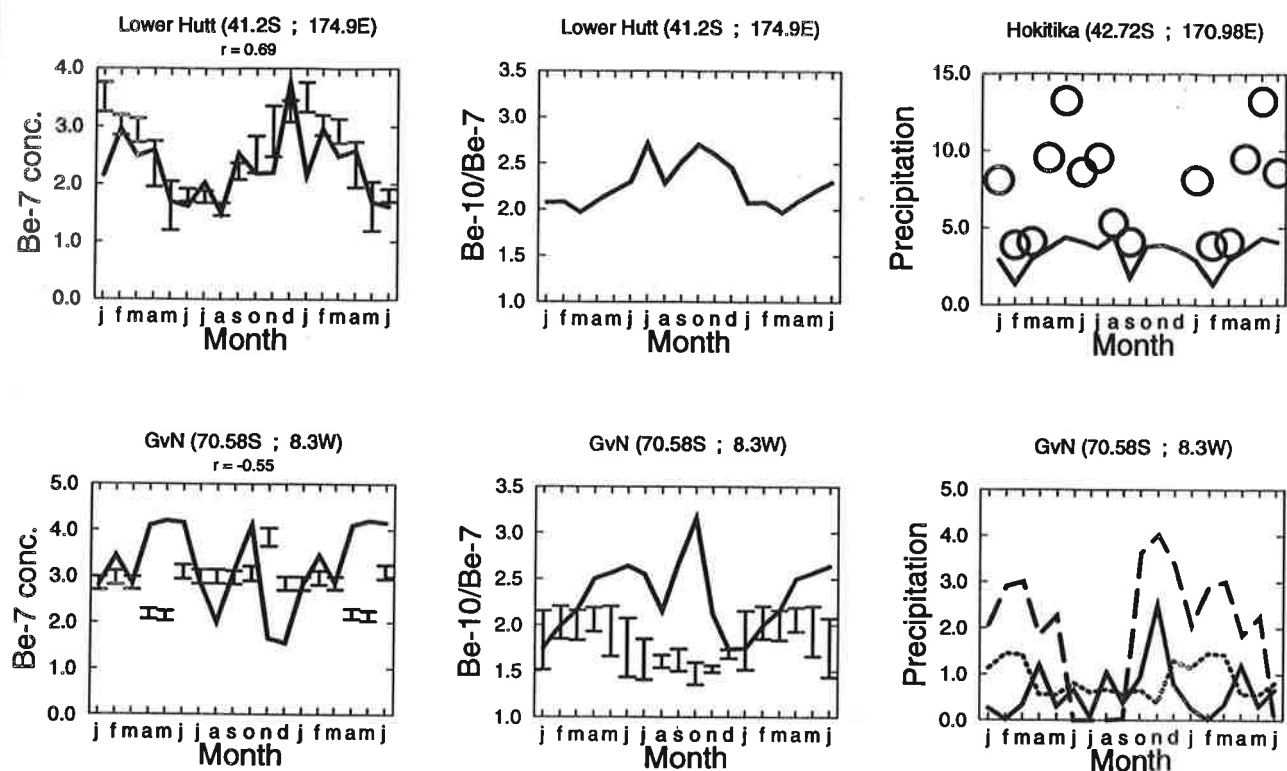 Lower Hutt (41.2S ; 174.9E)
r = 0.69
Be-7 conc.
4.0
3.0
2.0
1.0
0.0
j f m a m j j a s o n d j f m a m j
Month
Lower Hutt (41.2S ; 174.9E)
Be-10/Be-7
3.5
3.0
2.5
2.0
1.5
1.0
j f m a m j j a s o n d j f m a m j
Month
Hokitika (42.72S ; 170.98E)
Precipitation
15.0
10.0
5.0
0.0
j f m a m j j a s o n d j f m a m j
Month
GvN (70.58S ; 8.3W)
r = -0.55
Be-7 conc.
5.0
4.0
3.0
2.0
1.0
0.0
j f m a m j j a s o n d j f m a m j
Month
GvN (70.58S ; 8.3W)
Be-10/Be-7
3.5
3.0
2.5
2.0
1.5
1.0
j f m a m j j a s o n d j f m a m j
Month
GvN (70.58S ; 8.3W)
Precipitation
5.0
4.0
3.0
2.0
1.0
0.0
j f m a m j j a s o n d j f m a m j
Month